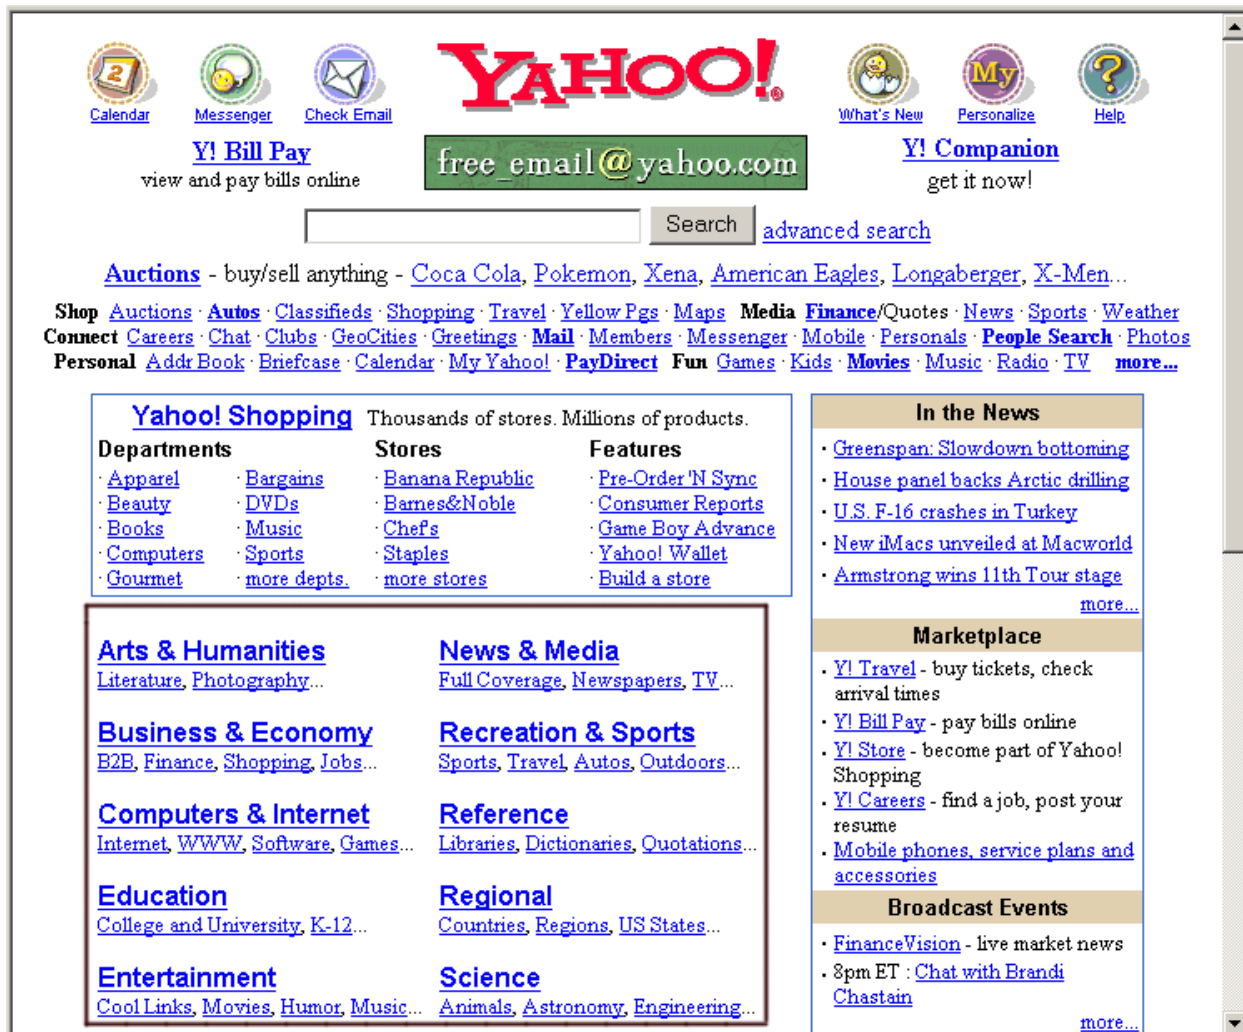 YAHOO!
Calendar Messenger Check Email What's New Personalize Help
Y! Bill Pay
view and pay bills online
free_email@yahoo.com
Y! Companion
get it now!
Search advanced search
Auctions - buy/sell anything - Coca Cola, Pokemon, Xena, American Eagles, Longaberger, X-Men...
Shop Auctions · Autos · Classifieds · Shopping · Travel · Yellow Pgs · Maps Media Finance/Quotes · News · Sports · Weather
Connect Careers · Chat · Clubs · GeoCities · Greetings · Mail · Members · Messenger · Mobile · Personals · People Search · Photos
Personal Addr Book · Briefcase · Calendar · My Yahoo! · PayDirect Fun Games · Kids · Movies · Music · Radio · TV more...
Yahoo! Shopping Thousands of stores. Millions of products.
Departments Stores Features
· Apparel · Bargains · Banana Republic · Pre-Order 'N Sync
· Beauty · DVDs · Barnes&Noble · Consumer Reports
· Books · Music · Chef's · Game Boy Advance
· Computers · Sports · Staples · Yahoo! Wallet
· Gourmet · more depts. · more stores · Build a store
Arts & Humanities
Literature, Photography...
News & Media
Full Coverage, Newspapers, TV...
Business & Economy
B2B, Finance, Shopping, Jobs...
Recreation & Sports
Sports, Travel, Autos, Outdoors...
Computers & Internet
Internet, WWW, Software, Games...
Reference
Libraries, Dictionaries, Quotations...
Education
College and University, K-12...
Regional
Countries, Regions, US States...
Entertainment
Cool Links, Movies, Humor, Music...
Science
Animals, Astronomy, Engineering...
In the News
· Greenspan: Slowdown bottoming
· House panel backs Arctic drilling
· U.S. F-16 crashes in Turkey
· New iMacs unveiled at Macworld
· Armstrong wins 11th Tour stage
more...
Marketplace
· Y! Travel - buy tickets, check
arrival times
· Y! Bill Pay - pay bills online
· Y! Store - become part of Yahoo!
Shopping
· Y! Careers - find a job, post your
resume
· Mobile phones, service plans and
accessories
Broadcast Events
· FinanceVision - live market news
· 8pm ET : Chat with Brandi
Chastain
more...
2
My
?